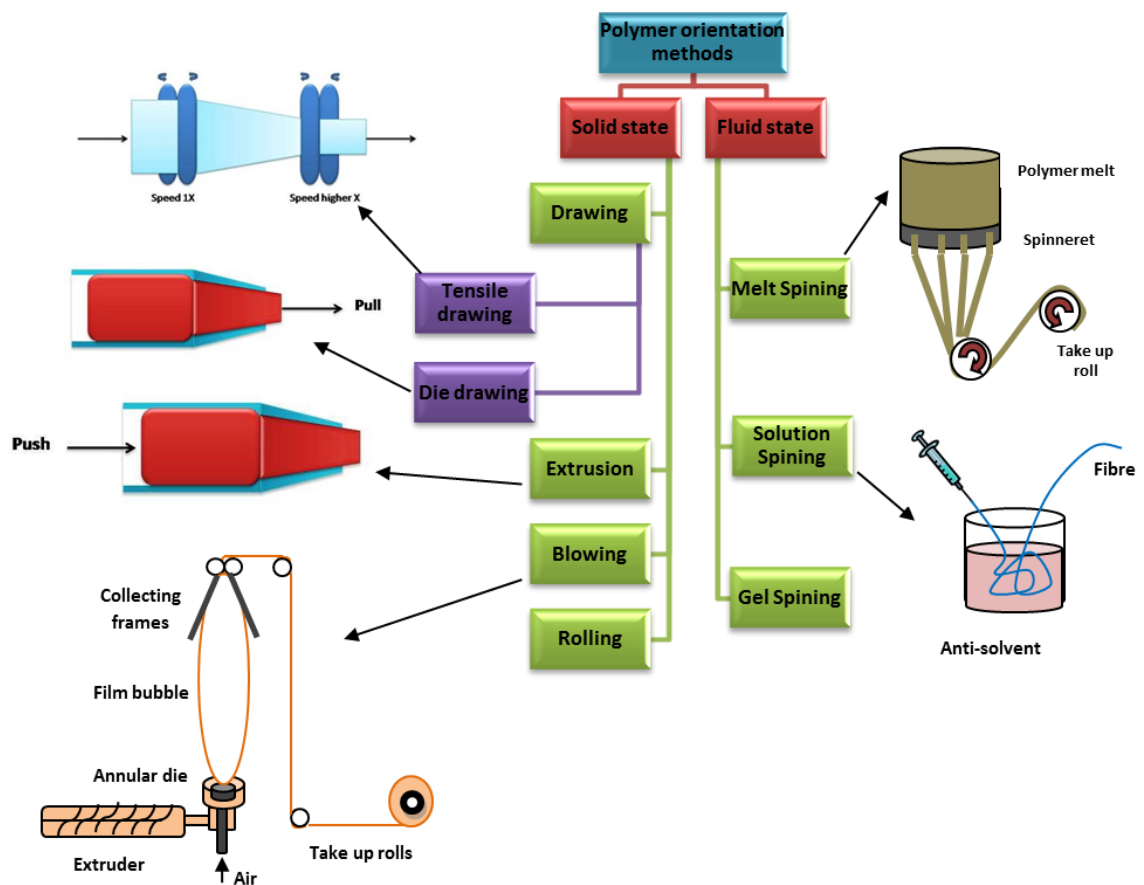 Polymer orientation
methods
Solid state
Fluid state
Speed 1X
Speed higher X
Drawing
Polymer melt
Spinneret
Tensile
drawing
Melt Spining
Pull
Take up
roll
Die drawing
Push
Extrusion
Solution
Spining
Fibre
Blowing
Collecting
frames
Gel Spining
Rolling
Anti-solvent
Film bubble
Annular die
Take up rolls
Extruder
Air